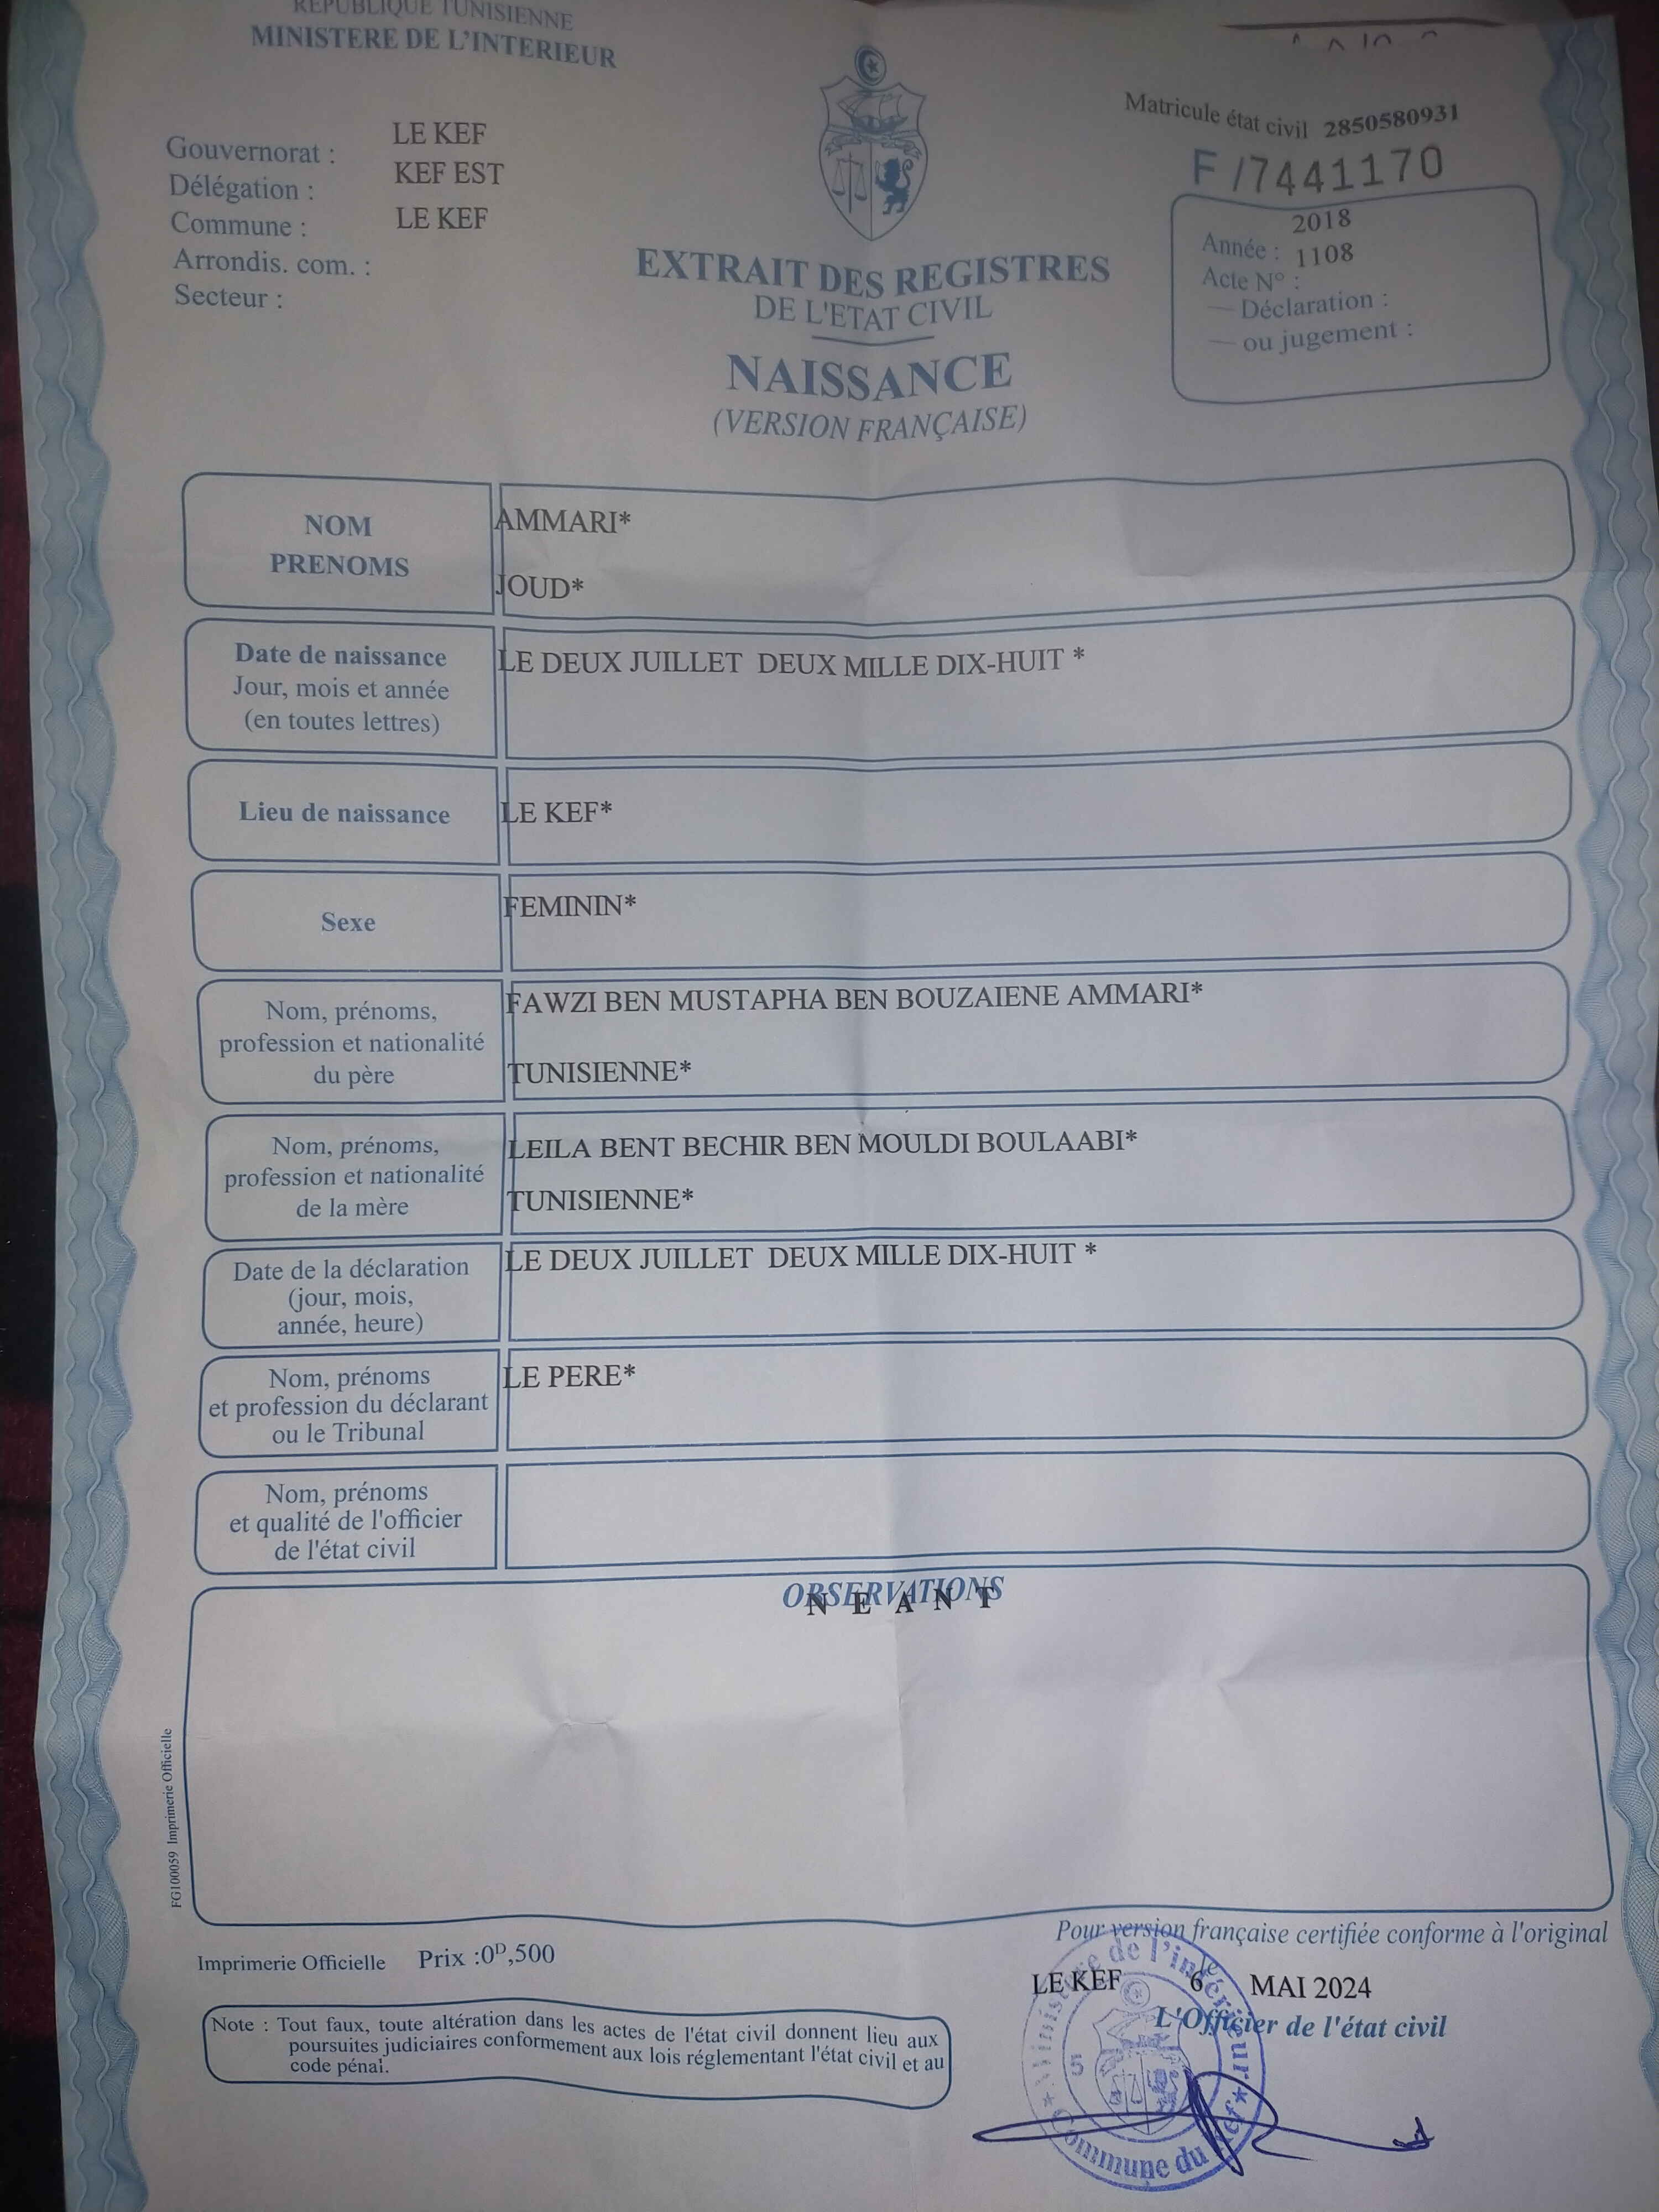 REPUBLIQUE TUNISIENNE
MINISTERE DE L'INTERIEUR
Gouvernorat : LE KEF
Délégation : KEF EST
Commune : LE KEF
Arrondis. com. :
Secteur :
Matricule état civil 2850580931
F/7441170
2018
Année :
1108
Acte N° :
— Déclaration :
— ou jugement :
EXTRAIT DES REGISTRES
DE L'ETAT CIVIL
NAISSANCE
(VERSION FRANÇAISE)
NOM
PRENOMS
AMMARI*
JOUD*
Date de naissance
Jour, mois et année
(en toutes lettres)
LE DEUX JUILLET DEUX MILLE DIX-HUIT *
Lieu de naissance
LE KEF*
Sexe
FEMININ*
Nom, prénoms,
profession et nationalité
du père
FAWZI BEN MUSTAPHA BEN BOUZAIENE AMMARI*
TUNISIENNE*
Nom, prénoms,
profession et nationalité
de la mère
LEILA BENT BECHIR BEN MOULDI BOULAABI*
TUNISIENNE*
Date de la déclaration
(jour, mois,
année, heure)
LE DEUX JUILLET DEUX MILLE DIX-HUIT *
Nom, prénoms
et profession du déclarant
ou le Tribunal
LE PERE*
Nom, prénoms
et qualité de l'officier
de l'état civil
OBSERVATIONS
N E A N T
FG100059 Imprimerie Officielle
Imprimerie Officielle Prix :0ᴰ,500
Note : Tout faux, toute altération dans les actes de l'état civil donnent lieu aux
poursuites judiciaires conformement aux lois réglementant l'état civil et au
code pénal.
Pour version française certifiée conforme à l'original
LE KEF le 6 MAI 2024
L'Officier de l'état civil
Ministère de l'intérieur
5
Commune du Kef